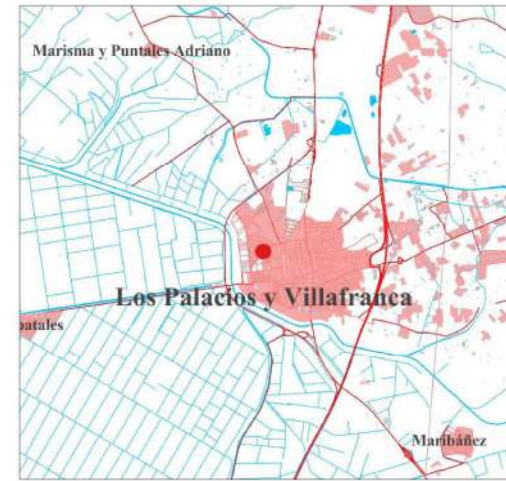 Marisma y Puntales Adriano
Los Palacios y Villafranca
patales
Maribáñez